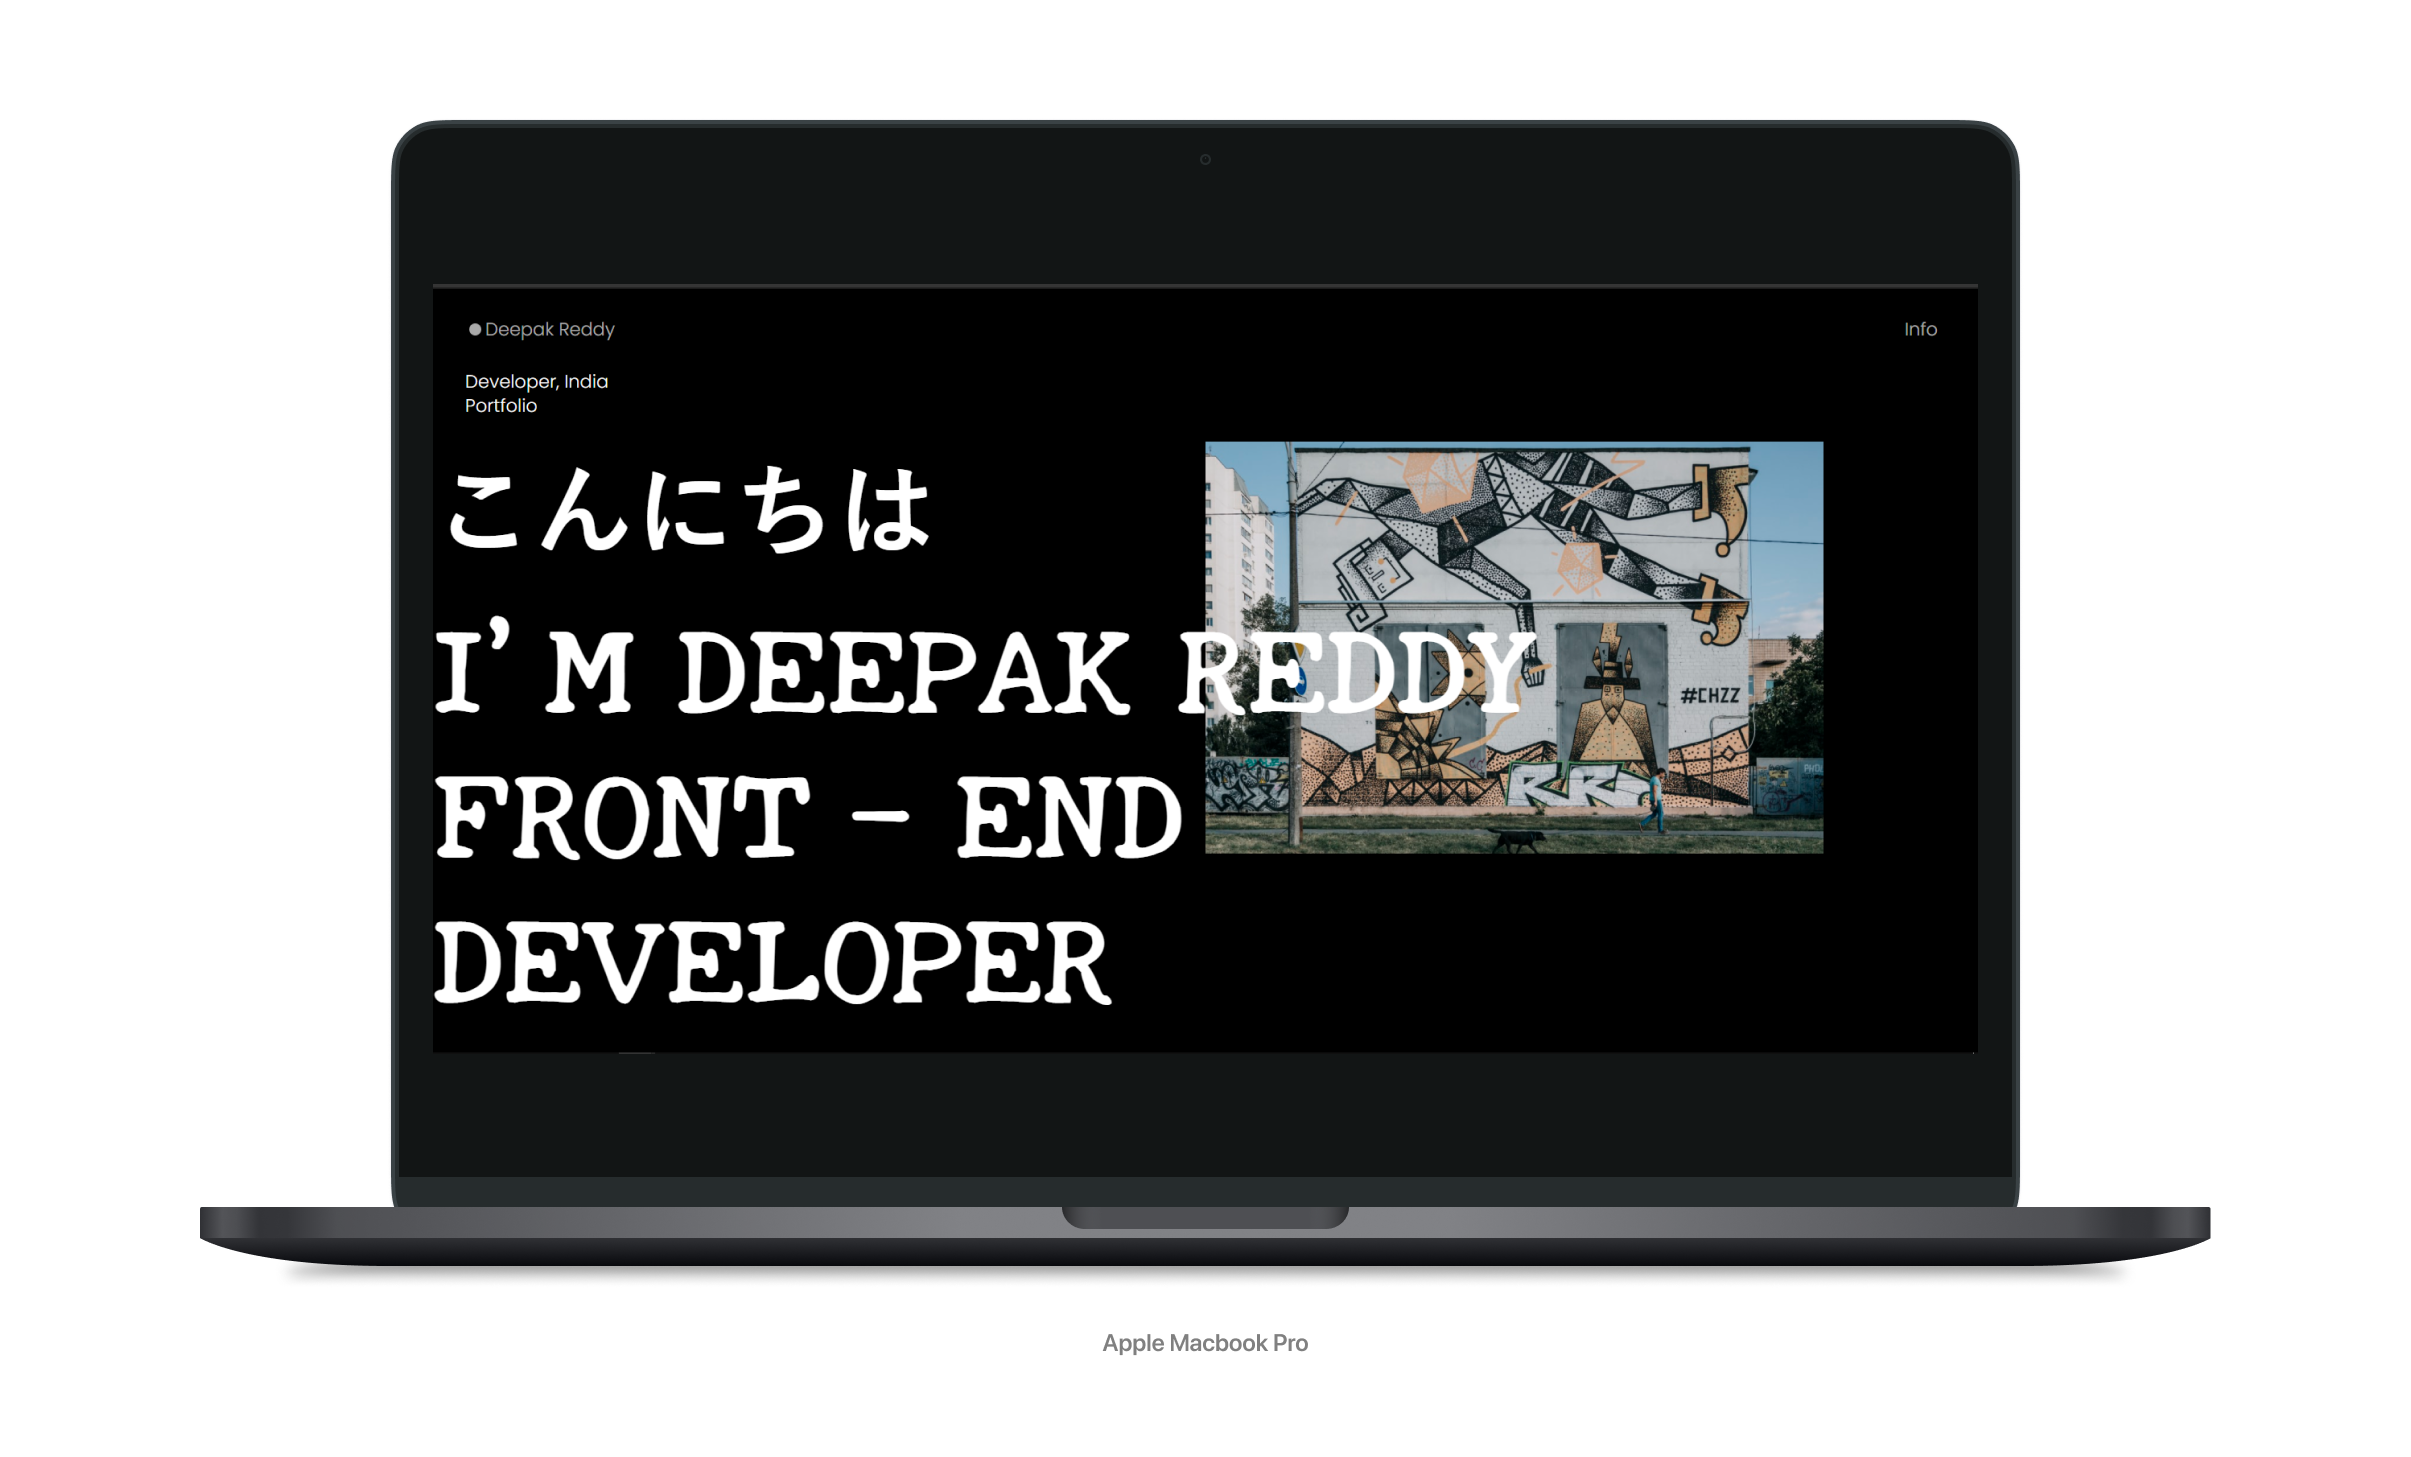 Deepak Reddy
Info
Developer, India
Portfolio
こんにちは
I'M DEEPAK REDDY
FRONT - END
DEVELOPER
#CHZZ
Apple Macbook Pro